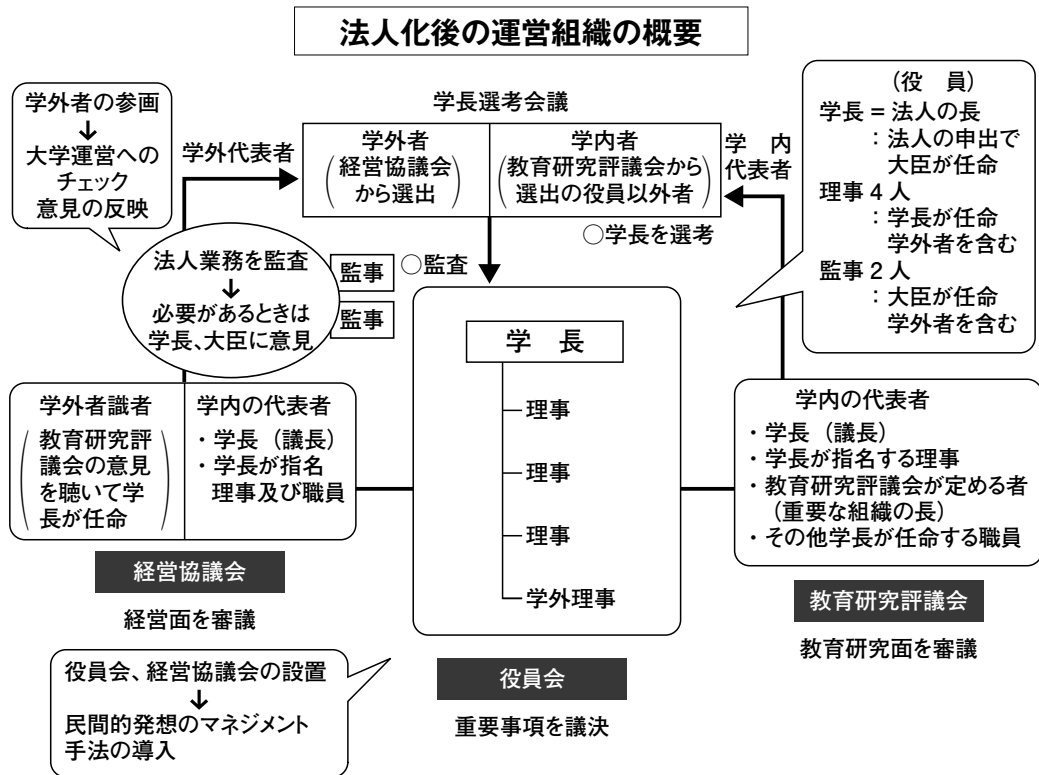 法人化後の運営組織の概要
学外者の参画
↓
大学運営への
チェック
意見の反映
学外代表者
学長選考会議
学外者
(経営協議会
から選出)
学内者
(教育研究評議会から
選出の役員以外者)
学　内
代表者
○学長を選考
(役　員)
学長 = 法人の長
：法人の申出で
大臣が任命
理事 4 人
：学長が任命
学外者を含む
監事 2 人
：大臣が任命
学外者を含む
法人業務を監査
↓
必要があるときは
学長、大臣に意見
監事
監事
○監査
学　長
理事
理事
理事
学外理事
役員会
重要事項を議決
学外者識者
(教育研究評
議会の意見
を聴いて学
長が任命)
学内の代表者
・学長（議長）
・学長が指名
理事及び職員
経営協議会
経営面を審議
学内の代表者
・学長（議長）
・学長が指名する理事
・教育研究評議会が定める者
（重要な組織の長）
・その他学長が任命する職員
教育研究評議会
教育研究面を審議
役員会、経営協議会の設置
↓
民間的発想のマネジメント
手法の導入